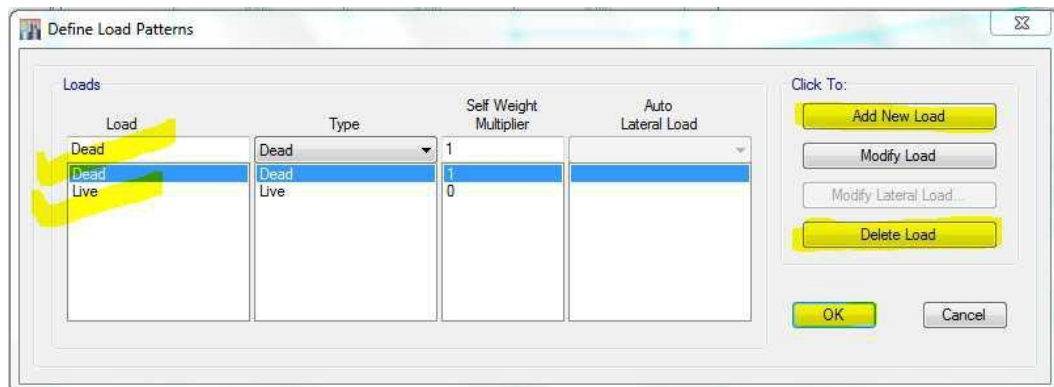 Define Load Patterns
Loads
Click To:
Load
Type
Self Weight
Multiplier
Auto
Lateral Load
Dead
Dead
1
Dead
Dead
1
Live
Live
0
Add New Load
Modify Load
Modify Lateral Load...
Delete Load
OK
Cancel